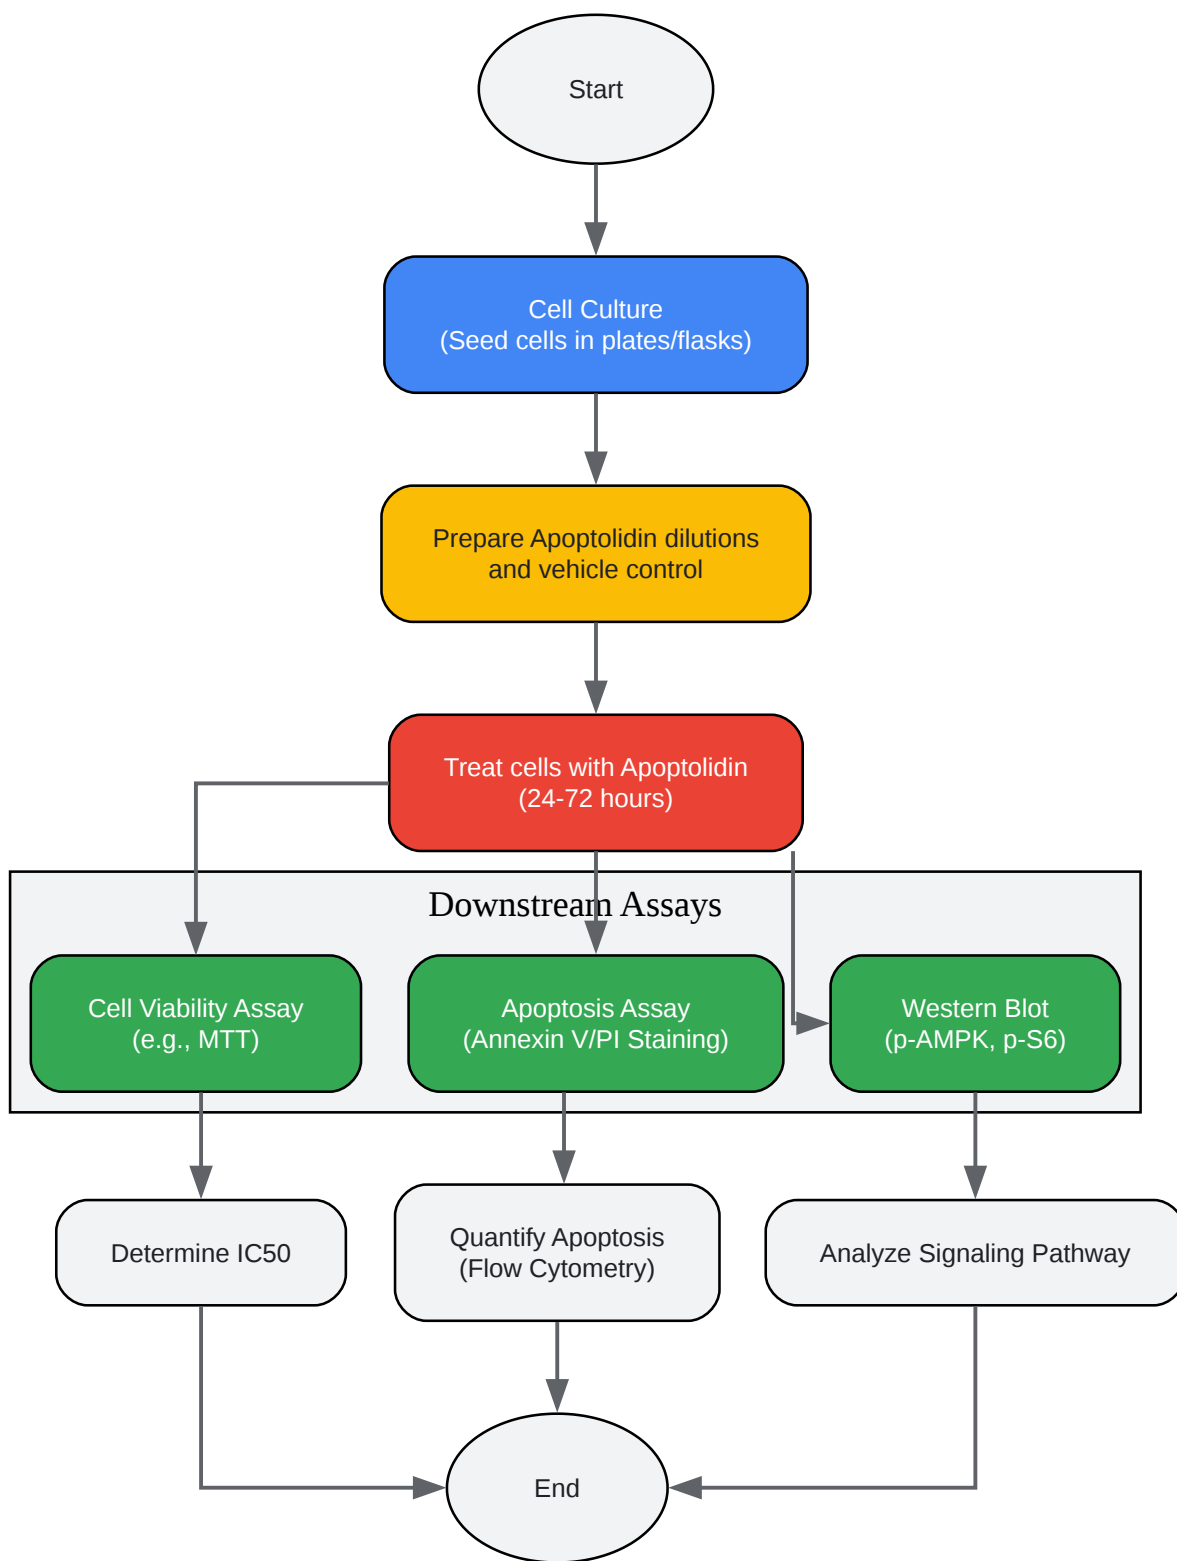 Start
Cell Culture
(Seed cells in plates/flasks)
Prepare Apoptolidin dilutions
and vehicle control
Treat cells with Apoptolidin
(24-72 hours)
Downstream Assays
Cell Viability Assay
(e.g., MTT)
Apoptosis Assay
(Annexin V/PI Staining)
Western Blot
(p-AMPK, p-S6)
Determine IC50
Quantify Apoptosis
(Flow Cytometry)
Analyze Signaling Pathway
End